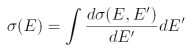 σ(E) = ∫ dσ(E, E′)/dE′ dE′